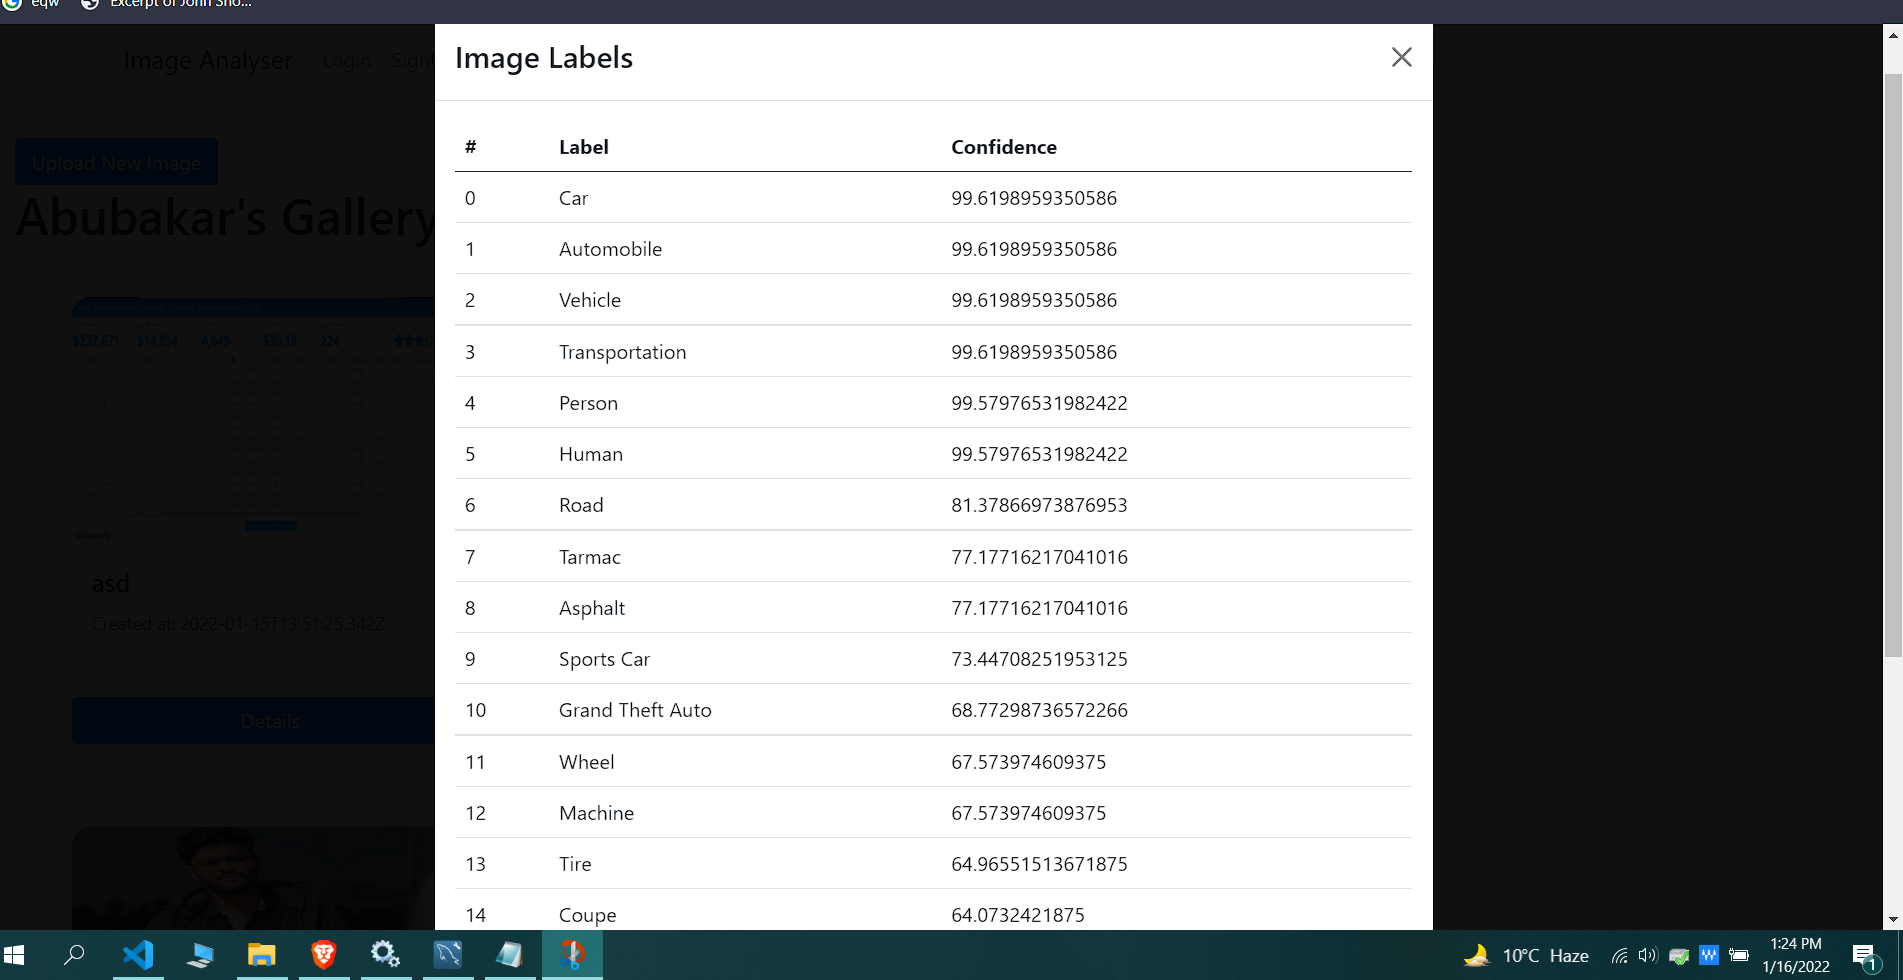 eqw Excerpt of John Sno...
Image Analyser Login Sign
Upload New Image
Abubakar's Gallery
$237,671 $14,854 4,649 $30.18 224
asd
Created at: 2022-01-15T13:51:25.342Z
Details
Image Labels
# Label Confidence
0 Car 99.6198959350586
1 Automobile 99.6198959350586
2 Vehicle 99.6198959350586
3 Transportation 99.6198959350586
4 Person 99.57976531982422
5 Human 99.57976531982422
6 Road 81.37866973876953
7 Tarmac 77.17716217041016
8 Asphalt 77.17716217041016
9 Sports Car 73.44708251953125
10 Grand Theft Auto 68.77298736572266
11 Wheel 67.573974609375
12 Machine 67.573974609375
13 Tire 64.96551513671875
14 Coupe 64.0732421875
10°C Haze
1:24 PM
1/16/2022
1